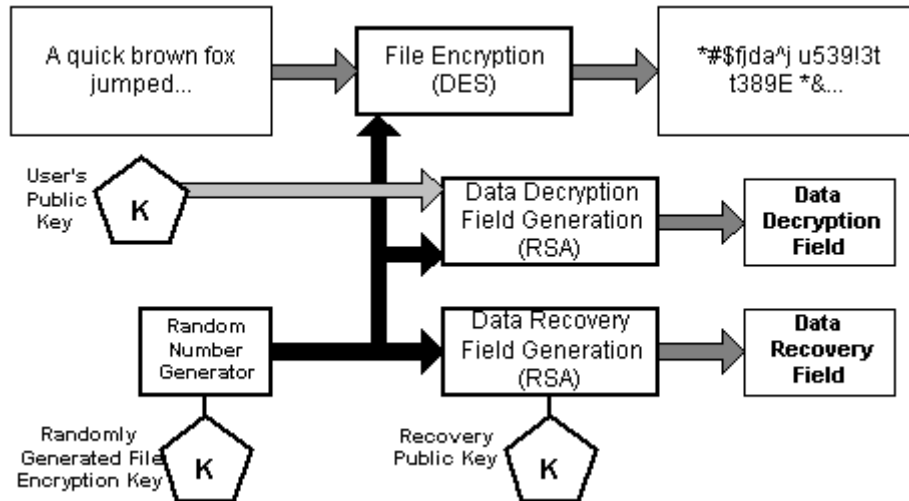 A quick brown fox
jumped...
File Encryption
(DES)
*#$fjda^j u539!3t
t389E *&...
User's
Public
Key
K
Data Decryption
Field Generation
(RSA)
Data
Decryption
Field
Random
Number
Generator
Data Recovery
Field Generation
(RSA)
Data
Recovery
Field
Randomly
Generated File
Encryption Key
K
Recovery
Public Key
K